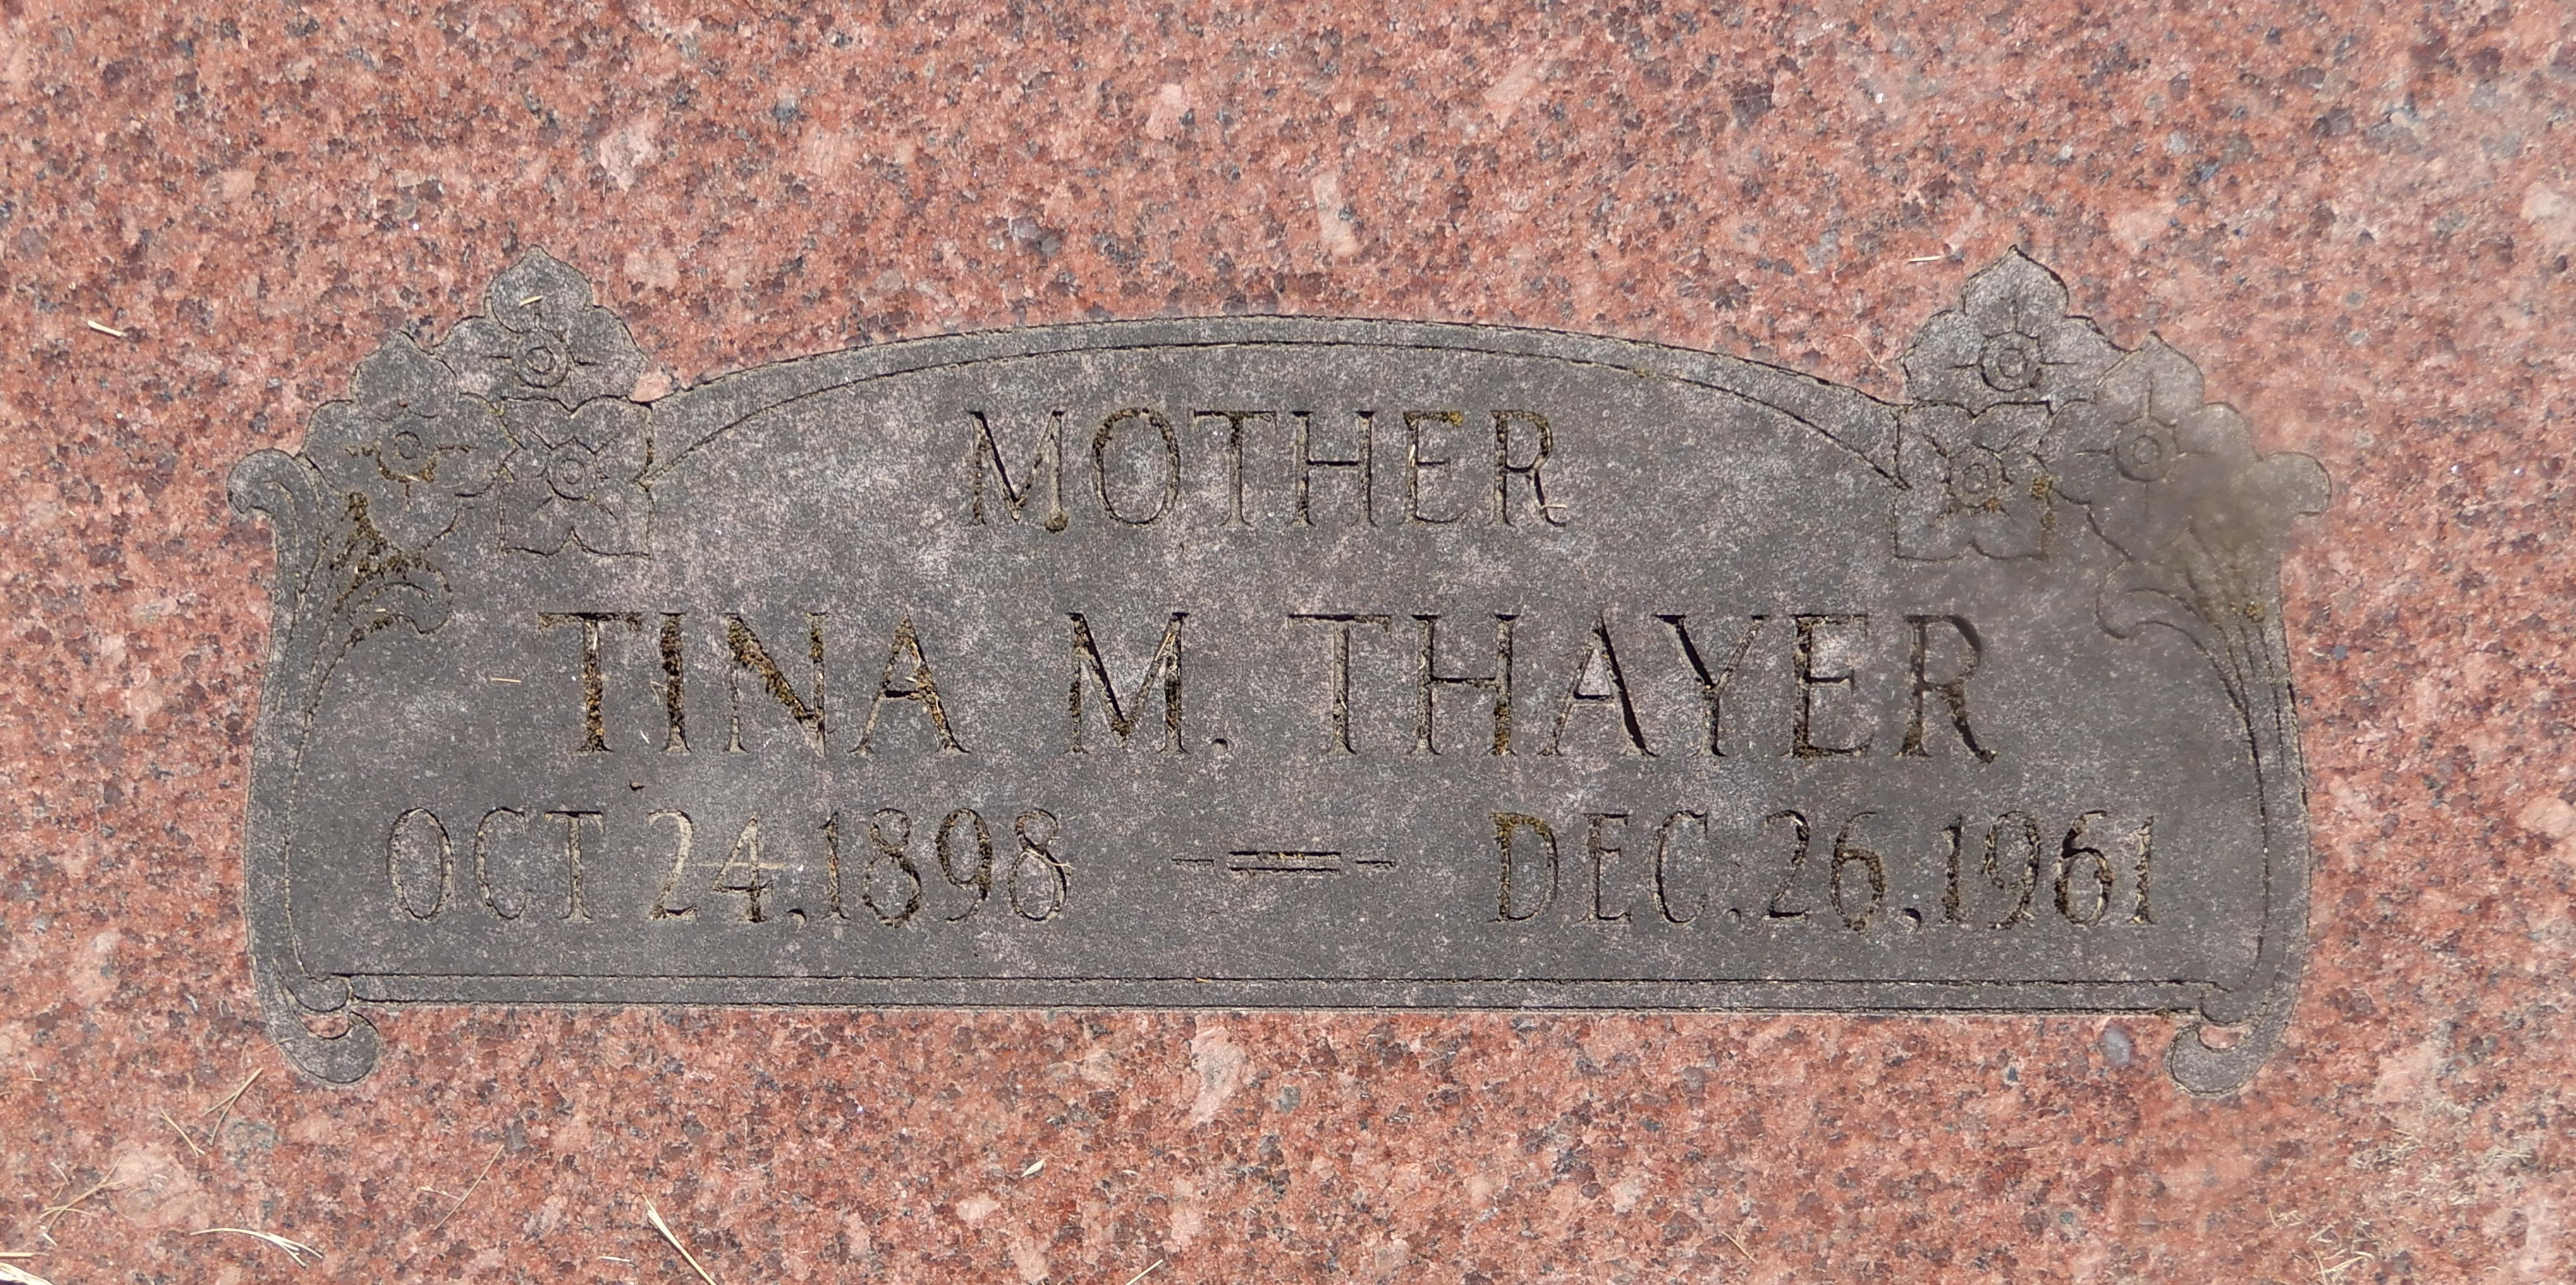 MOTHER
TINA M. THAYER
OCT 24,1898 — DEC.26,1961